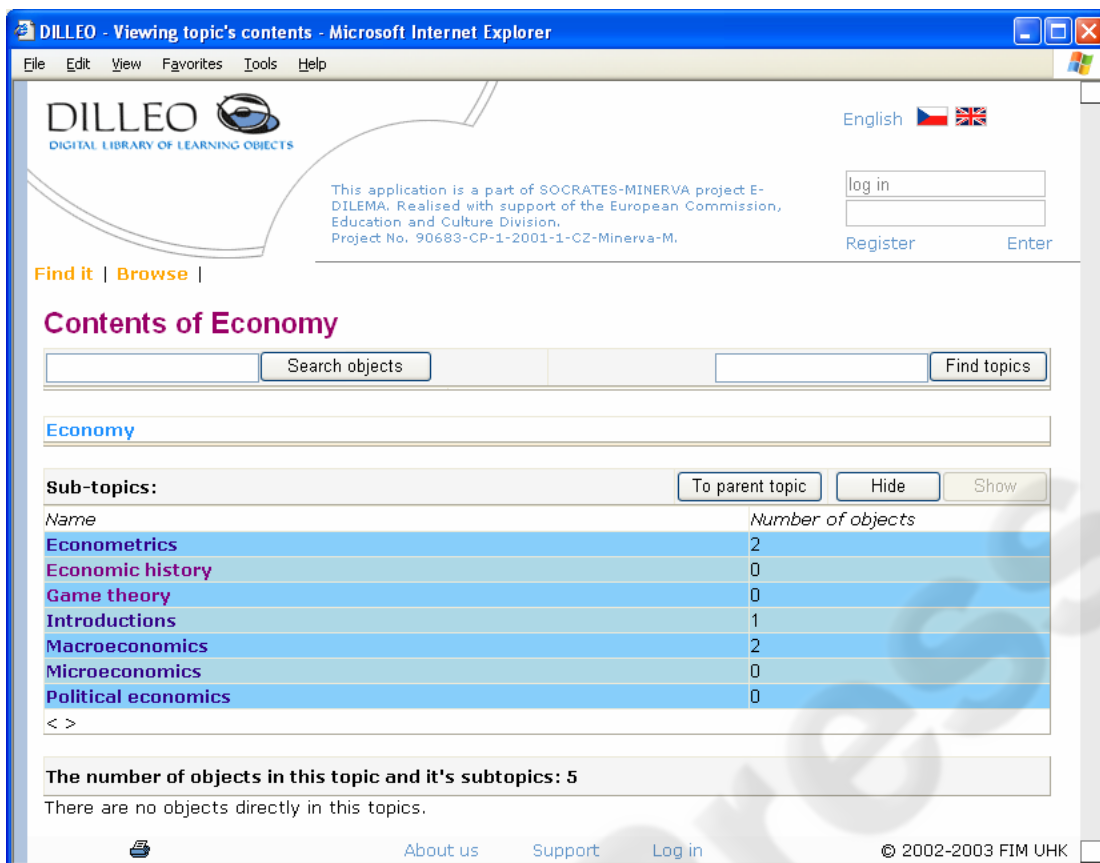 DILLEO - Viewing topic's contents - Microsoft Internet Explorer
File Edit View Favorites Tools Help
DILLEO
DIGITAL LIBRARY OF LEARNING OBJECTS
English
This application is a part of SOCRATES-MINERVA project E-
DILEMA. Realised with support of the European Commission,
Education and Culture Division.
Project No. 90683-CP-1-2001-1-CZ-Minerva-M.
log in
Register Enter
Find it | Browse |
Contents of Economy
Search objects Find topics
Economy
Sub-topics: To parent topic Hide Show
Name Number of objects
Econometrics 2
Economic history 0
Game theory 0
Introductions 1
Macroeconomics 2
Microeconomics 0
Political economics 0
< >
The number of objects in this topic and it's subtopics: 5
There are no objects directly in this topics.
About us Support Log in © 2002-2003 FIM UHK